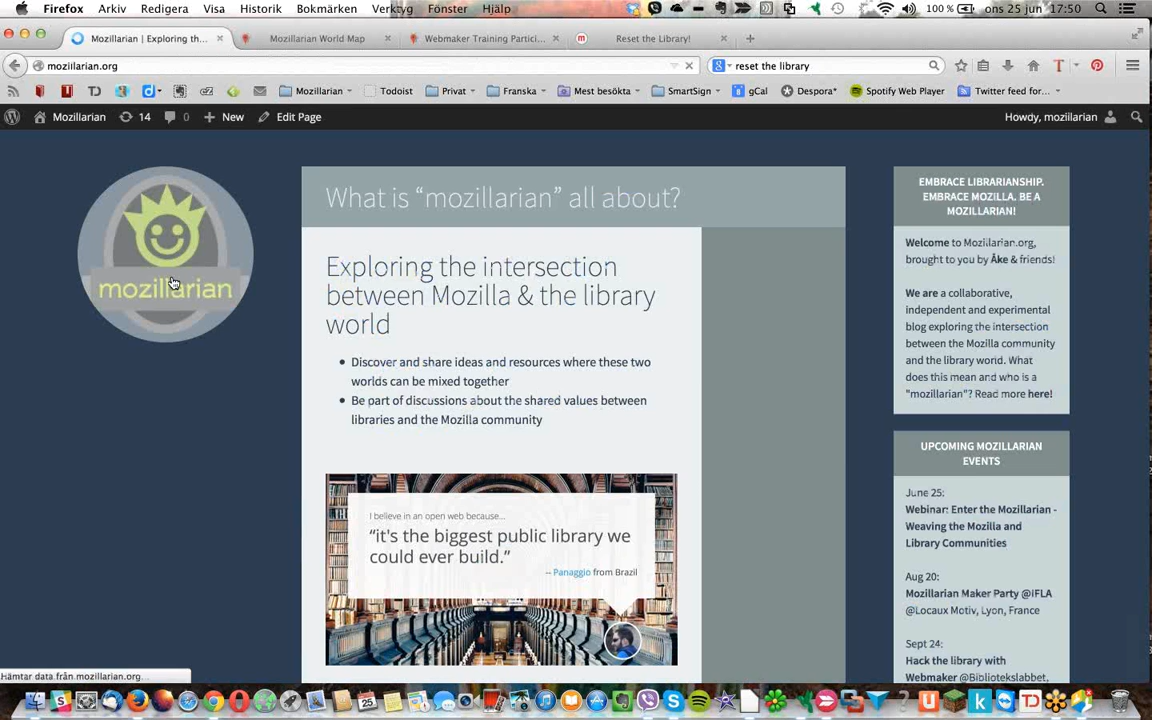 Firefox Arkiv Redigera Visa Historik Bokmärken Verktyg Fönster Hjälp 100 % ons 25 jun 17:50
Mozillarian | Exploring th... Mozillarian World Map Webmaker Training Partici... Reset the Library!
mozillarian.org reset the library
Mozillarian Todoist Privat Franska Mest besökta SmartSign gCal Despora* Spotify Web Player Twitter feed for...
Mozillarian 14 0 New Edit Page Howdy, mozillarian
mozillarian
What is “mozillarian” all about?
Exploring the intersection
between Mozilla & the library
world
Discover and share ideas and resources where these two
worlds can be mixed together
Be part of discussions about the shared values between
libraries and the Mozilla community
I believe in an open web because...
“it's the biggest public library we
could ever build.”
-- Panaggio from Brazil
EMBRACE LIBRARIANSHIP.
EMBRACE MOZILLA. BE A
MOZILLARIAN!
Welcome to Mozillarian.org,
brought to you by Åke & friends!
We are a collaborative,
independent and experimental
blog exploring the intersection
between the Mozilla community
and the library world. What
does this mean and who is a
"mozillarian"? Read more here!
UPCOMING MOZILLARIAN
EVENTS
June 25:
Webinar: Enter the Mozillarian -
Weaving the Mozilla and
Library Communities
Aug 20:
Mozillarian Maker Party @IFLA
@Locaux Motiv, Lyon, France
Sept 24:
Hack the library with
Webmaker @Bibliotekslabbet,
Hämtar data från mozillarian.org...